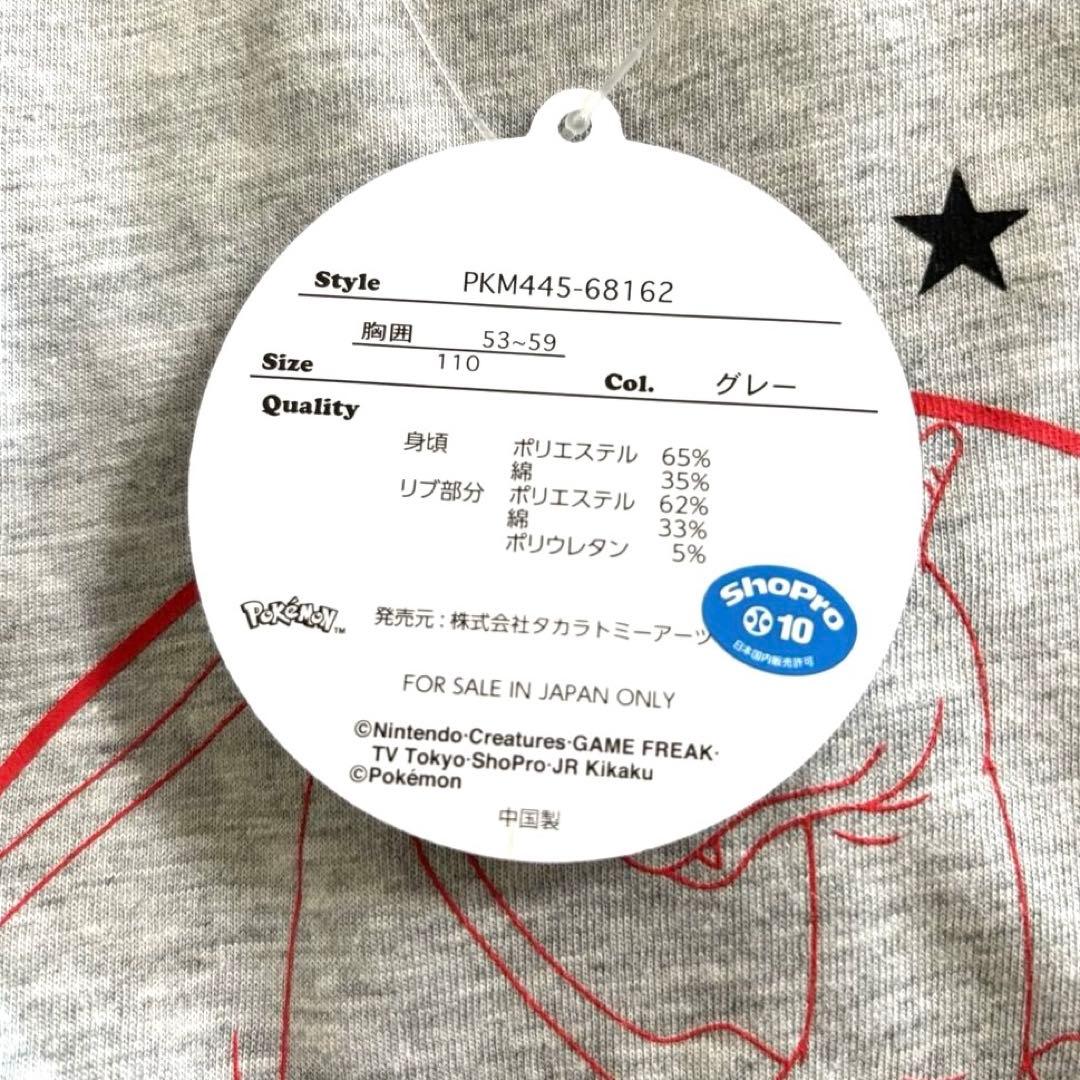 Style PKM445-68162
胸囲 53~59
Size 110
Col. グレー
Quality
身頃 ポリエステル 65%
綿 35%
リブ部分 ポリエステル 62%
綿 33%
ポリウレタン 5%
ShoPro
10
日本国内販売許可
POKéMON™
発売元:株式会社タカラトミーアーツ
FOR SALE IN JAPAN ONLY
©Nintendo·Creatures·GAME FREAK·
TV Tokyo·ShoPro·JR Kikaku
©Pokémon
中国製